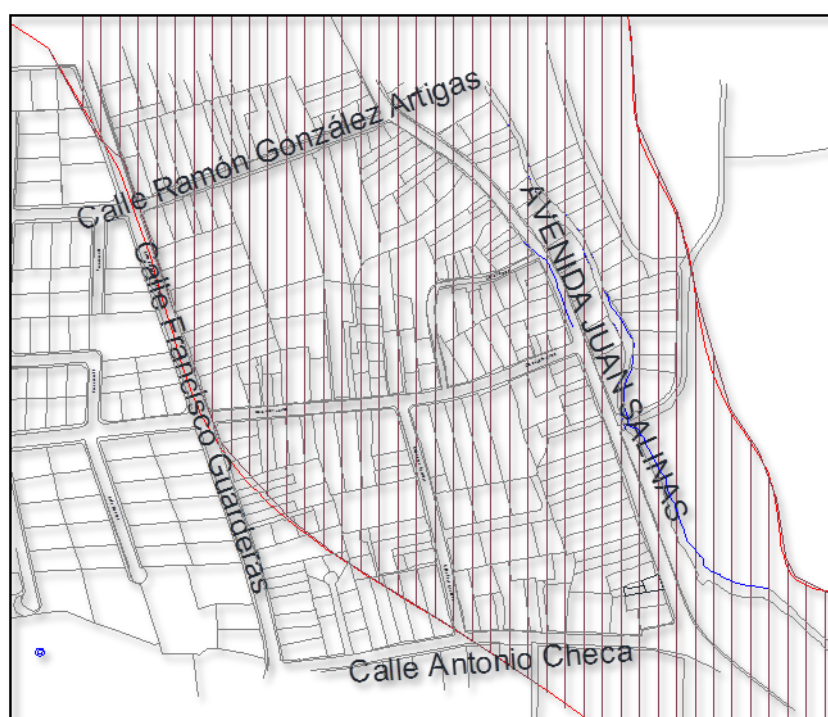 Calle Ramón González Artigas
AVENIDA JUAN SALINAS
Calle Francisco Guarderas
Calle Antonio Checa